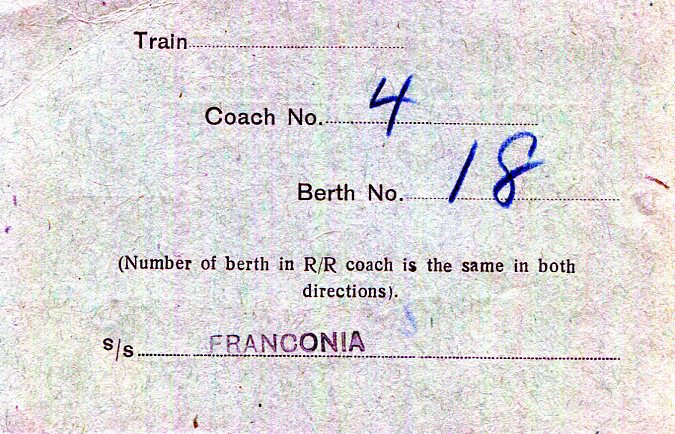 Train
Coach No. 4
Berth No. 18
(Number of berth in R/R coach is the same in both
directions).
s/s FRANCONIA